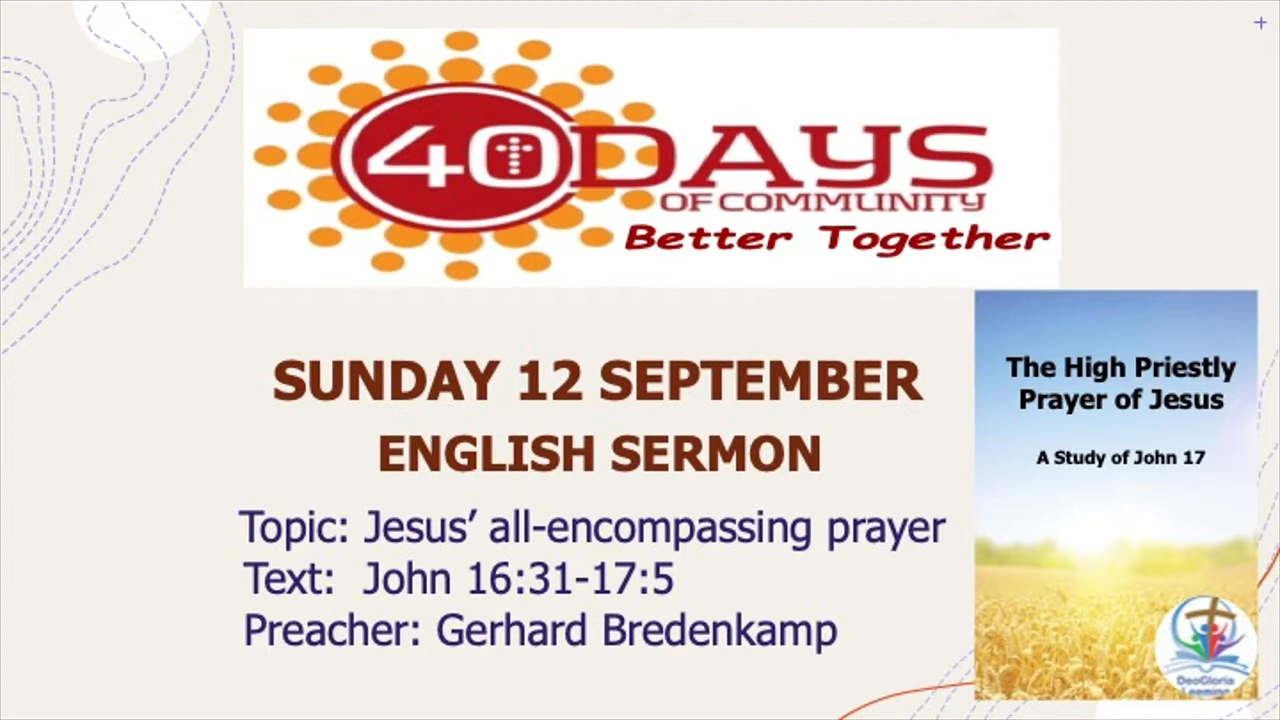 40 DAYS
OF COMMUNITY
Better Together
SUNDAY 12 SEPTEMBER
ENGLISH SERMON
Topic: Jesus’ all-encompassing prayer
Text: John 16:31-17:5
Preacher: Gerhard Bredenkamp
The High Priestly
Prayer of Jesus
A Study of John 17
DeoGloria